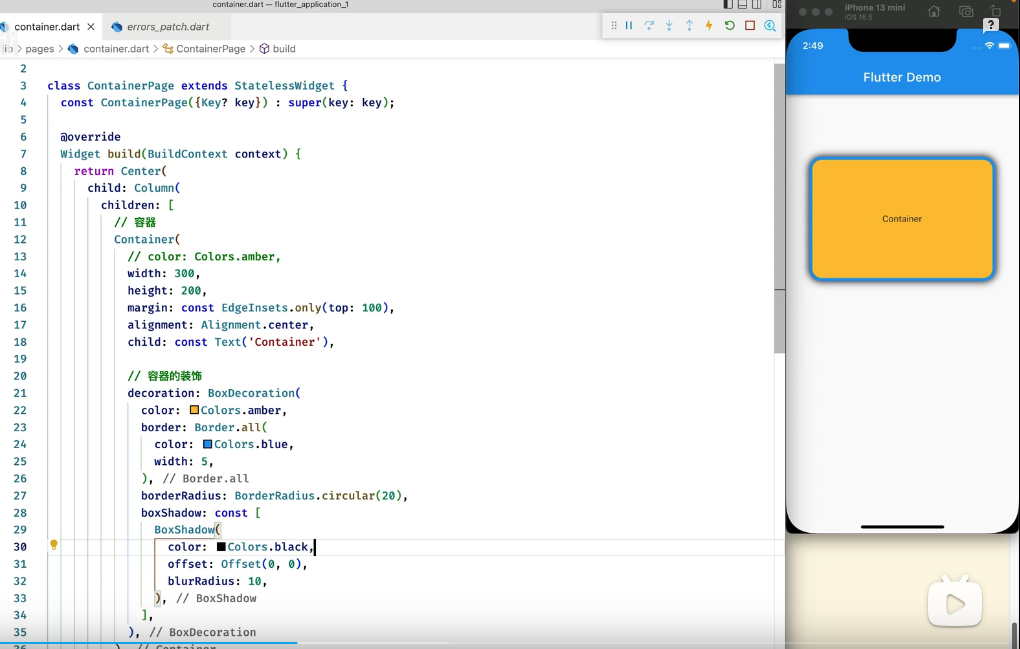 container.dart — flutter_application_1
container.dart
errors_patch.dart
lib > pages > container.dart > ContainerPage > build
2
3 class ContainerPage extends StatelessWidget {
4 const ContainerPage({Key? key}) : super(key: key);
5
6 @override
7 Widget build(BuildContext context) {
8 return Center(
9 child: Column(
10 children: [
11 // 容器
12 Container(
13 // color: Colors.amber,
14 width: 300,
15 height: 200,
16 margin: const EdgeInsets.only(top: 100),
17 alignment: Alignment.center,
18 child: const Text('Container'),
19
20 // 容器的装饰
21 decoration: BoxDecoration(
22 color: Colors.amber,
23 border: Border.all(
24 color: Colors.blue,
25 width: 5,
26 ), // Border.all
27 borderRadius: BorderRadius.circular(20),
28 boxShadow: const [
29 BoxShadow(
30 color: Colors.black,
31 offset: Offset(0, 0),
32 blurRadius: 10,
33 ), // BoxShadow
34 ],
35 ), // BoxDecoration
36 ), // Container
iPhone 13 mini
iOS 15.5
?
2:49
Flutter Demo
Container